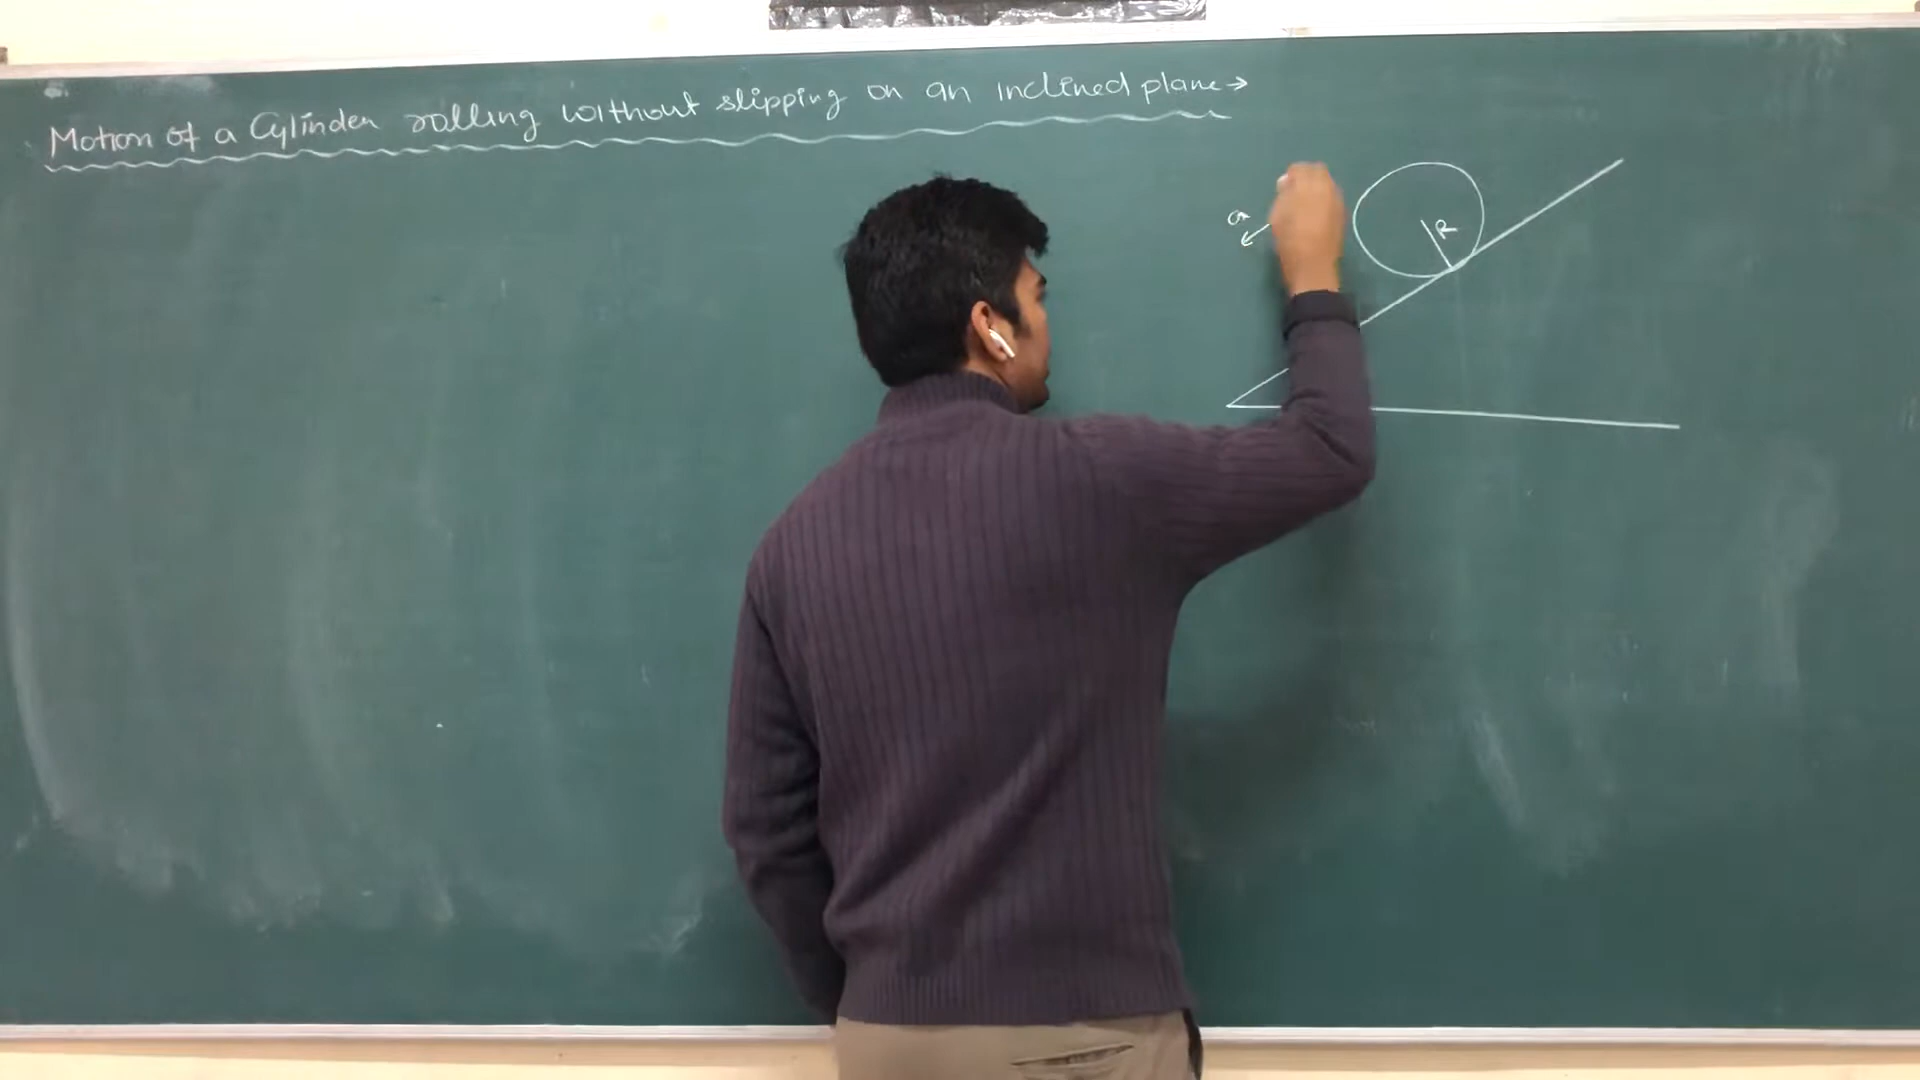 Motion of a Cylinder rolling without slipping on an inclined plane →
R
a